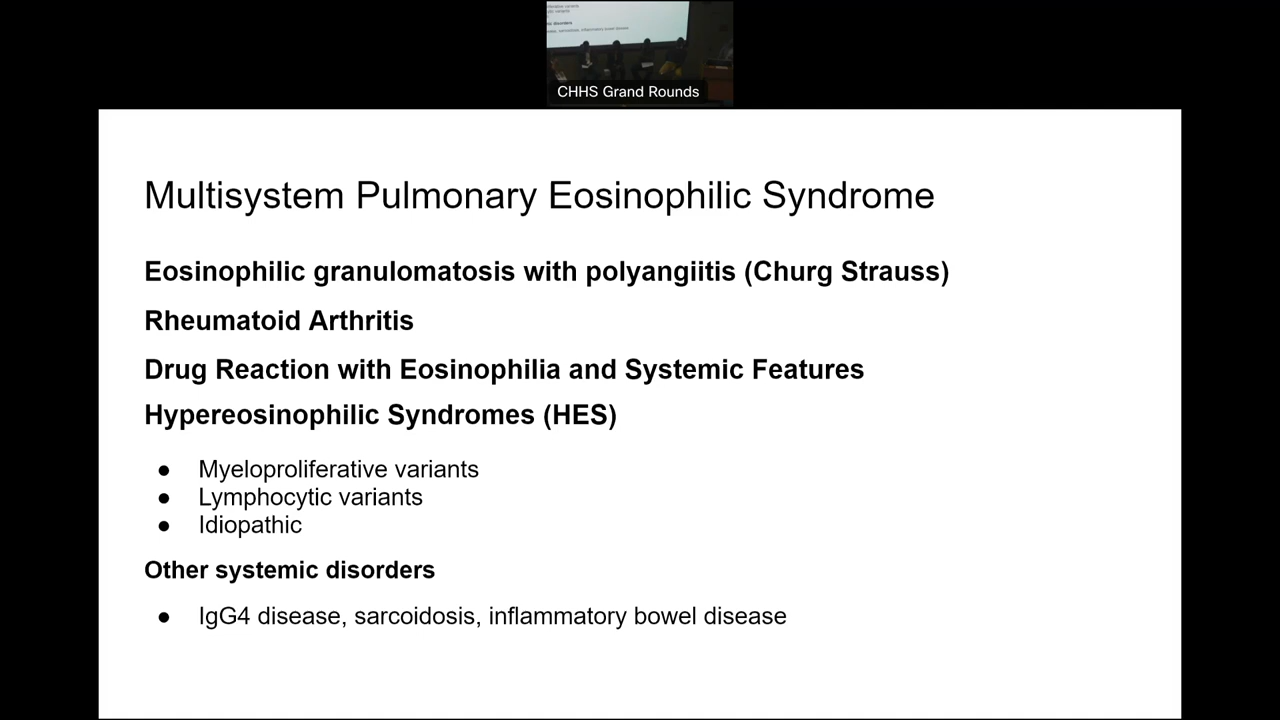 CHHS Grand Rounds
Multisystem Pulmonary Eosinophilic Syndrome
Eosinophilic granulomatosis with polyangiitis (Churg Strauss)
Rheumatoid Arthritis
Drug Reaction with Eosinophilia and Systemic Features
Hypereosinophilic Syndromes (HES)
● Myeloproliferative variants
● Lymphocytic variants
● Idiopathic
Other systemic disorders
● IgG4 disease, sarcoidosis, inflammatory bowel disease